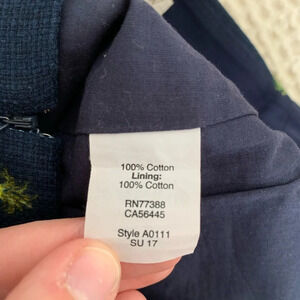 100% Cotton
Lining:
100% Cotton
RN77388
CA56445
Style A0111
SU 17